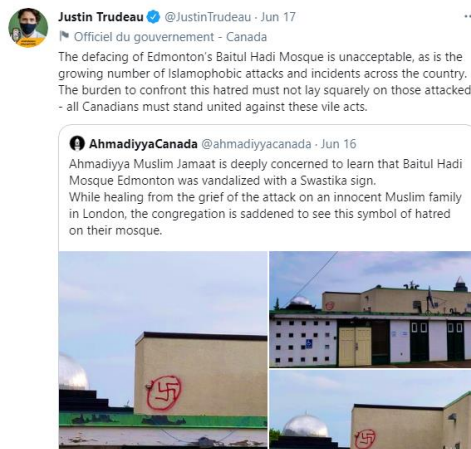 Justin Trudeau @JustinTrudeau · Jun 17
Officiel du gouvernement - Canada
The defacing of Edmonton's Baitul Hadi Mosque is unacceptable, as is the
growing number of Islamophobic attacks and incidents across the country.
The burden to confront this hatred must not lay squarely on those attacked
- all Canadians must stand united against these vile acts.
AhmadiyyaCanada @ahmadiyyacanada · Jun 16
Ahmadiyya Muslim Jamaat is deeply concerned to learn that Baitul Hadi
Mosque Edmonton was vandalized with a Swastika sign.
While healing from the grief of the attack on an innocent Muslim family
in London, the congregation is saddened to see this symbol of hatred
on their mosque.